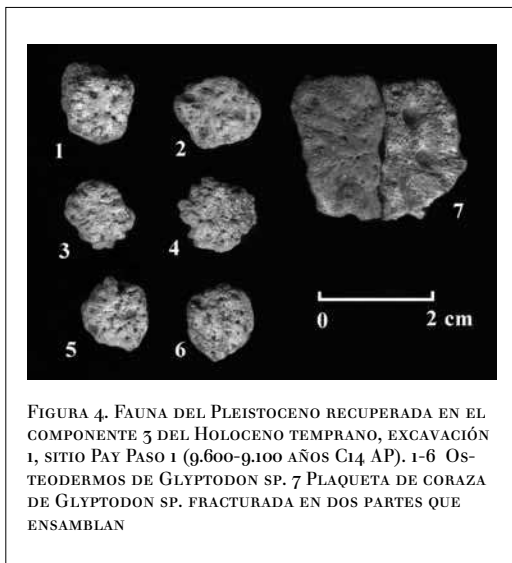 1
2
7
3
4
0 2 cm
5
6
FIGURA 4. FAUNA DEL PLEISTOCENO RECUPERADA EN EL
COMPONENTE 3 DEL HOLOCENO TEMPRANO, EXCAVACIÓN
1, SITIO PAY PASO 1 (9.600-9.100 AÑOS C14 AP). 1-6 OS-
TEODERMOS DE GLYPTODON SP. 7 PLAQUETA DE CORAZA
DE GLYPTODON SP. FRACTURADA EN DOS PARTES QUE
ENSAMBLAN